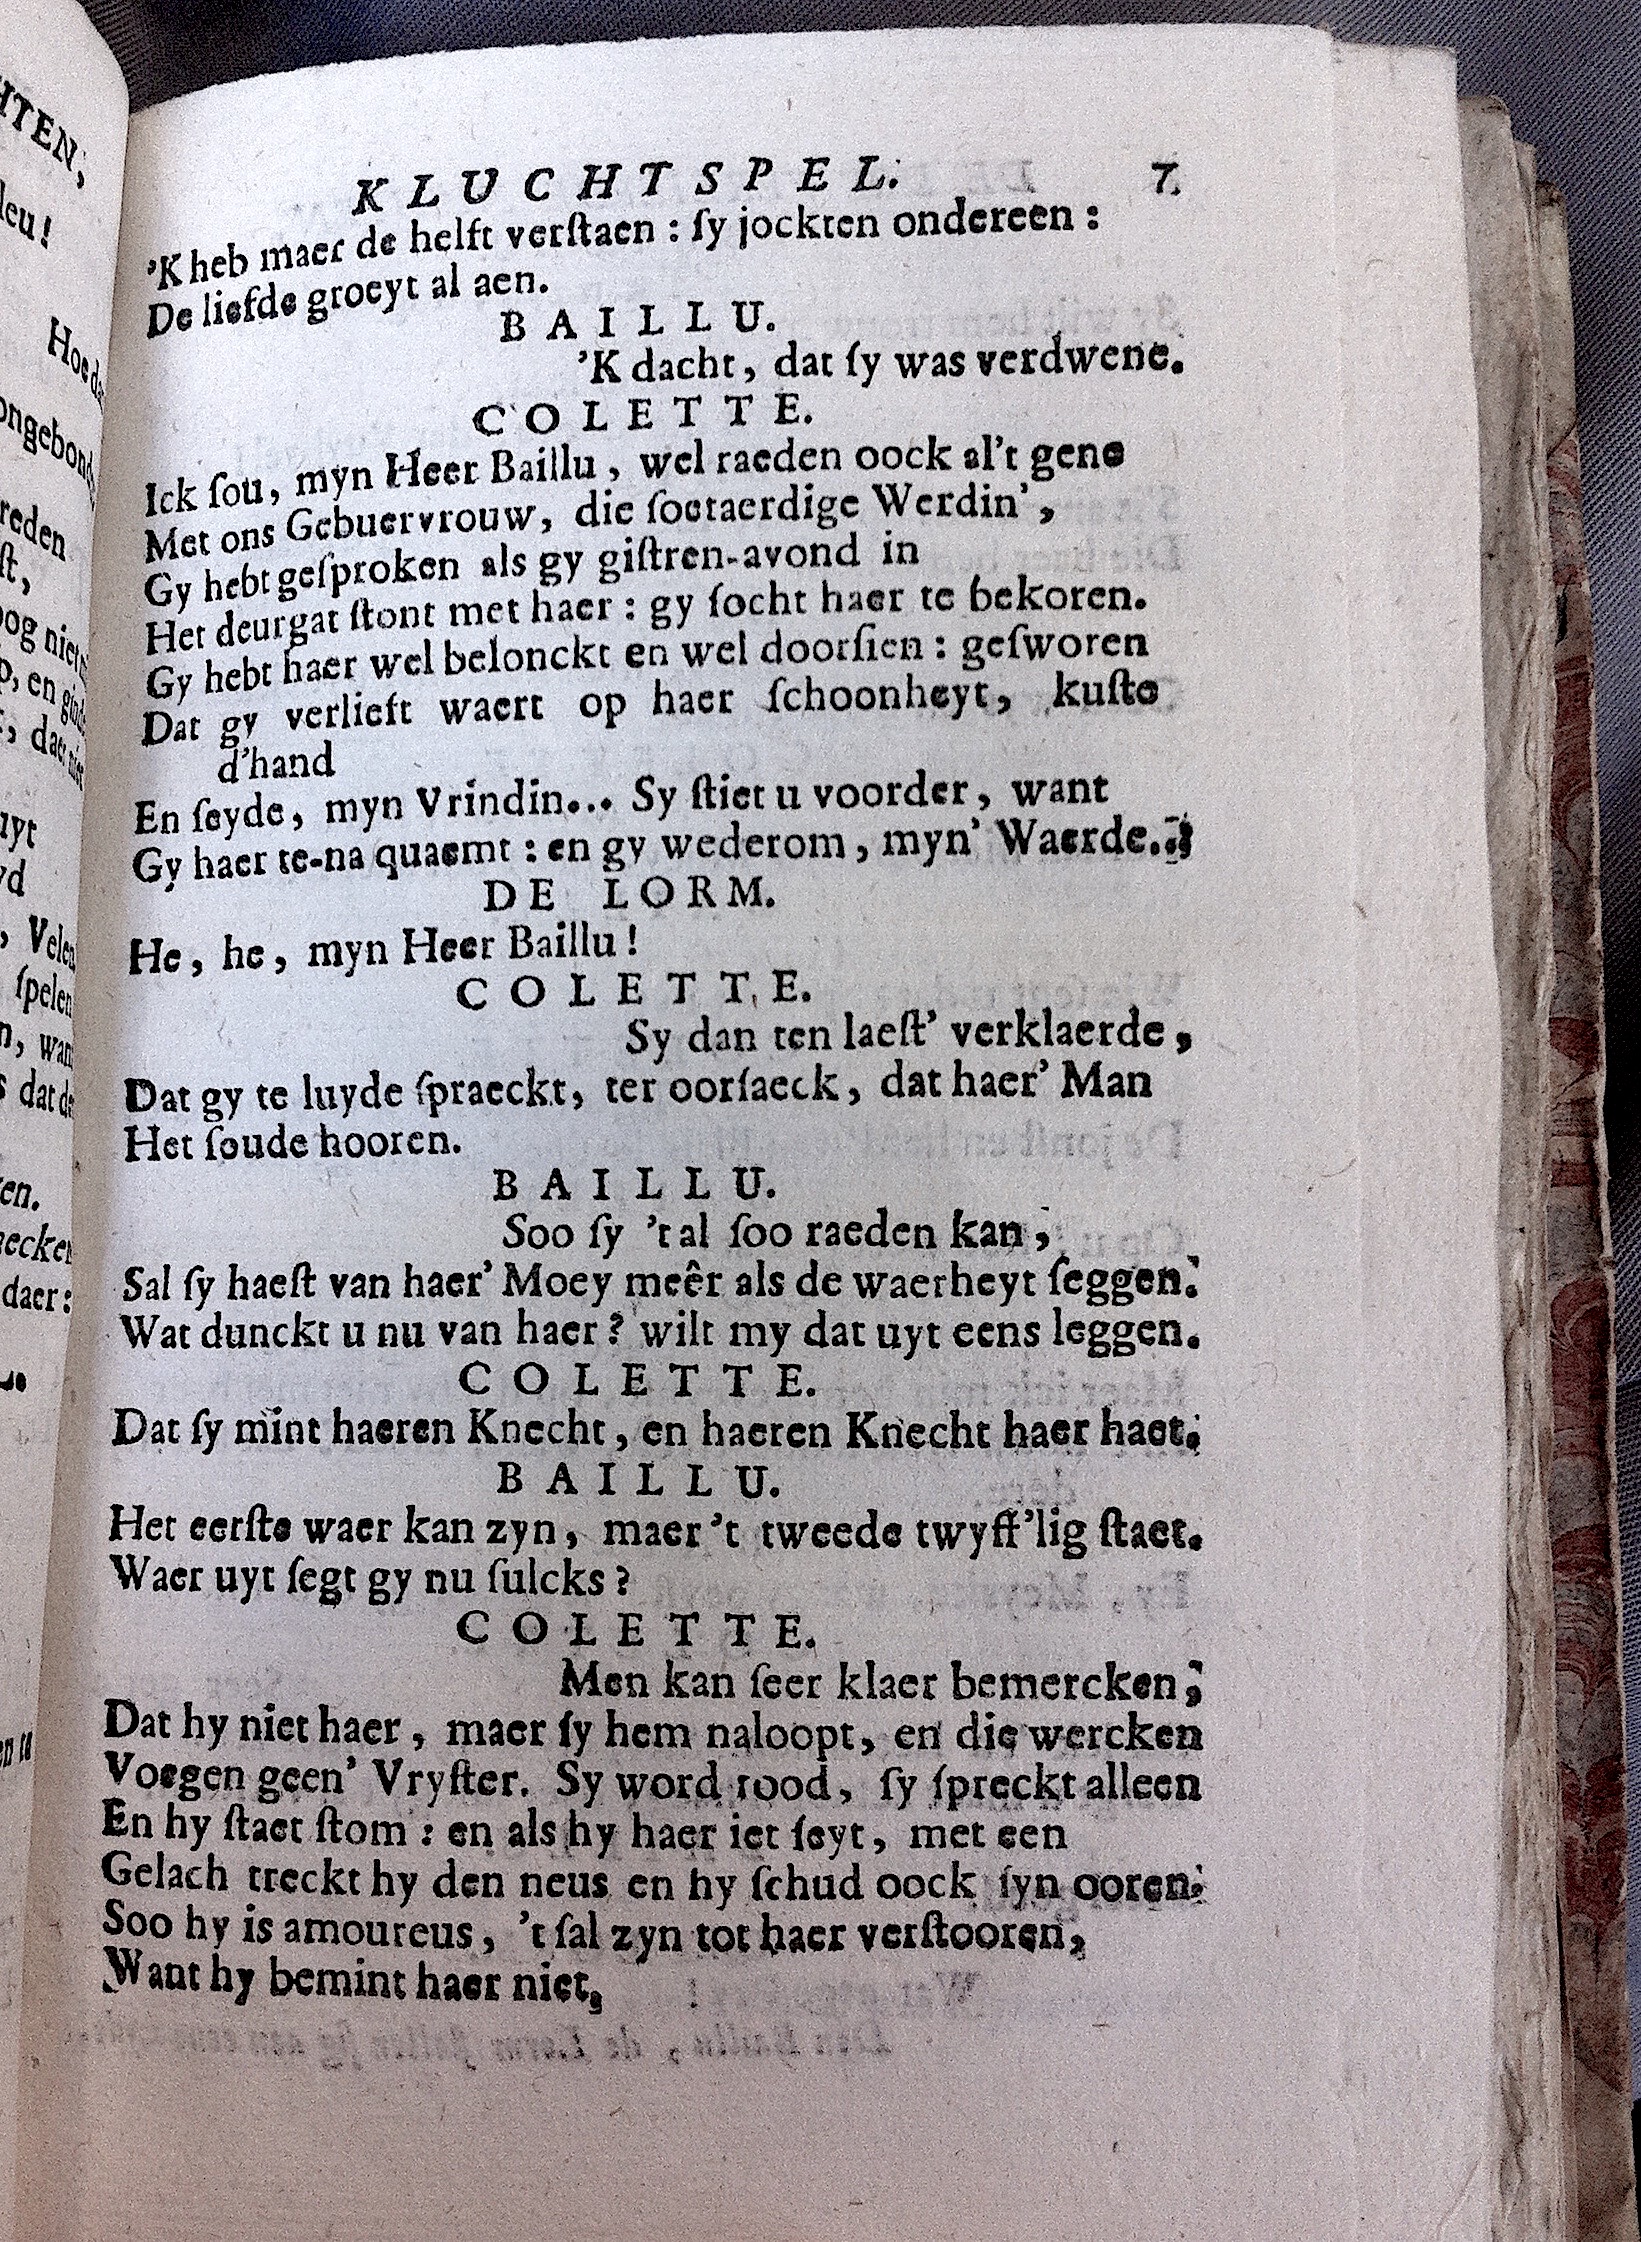 KLUCHTSPEL. 7.
'K heb maer de helft verſtaen : ſy jockten ondereen :
De liefde groeyt al aen.
BAILLU.
'K dacht, dat ſy was verdwene.
COLETTE.
Ick ſou, myn Heer Baillu, wel raeden oock al't gene
Met ons Gebuervrouw, die ſoetaerdige Werdin',
Gy hebt geſproken als gy giſtren-avond in
Het deurgat ſtont met haer : gy ſocht haer te bekoren.
Gy hebt haer wel belonckt en wel doorſien : geſworen
Dat gy verlieft waert op haer ſchoonheyt, kuſte
d'hand
En ſeyde, myn Vrindin... Sy ſtiet u voorder, want
Gy haer te-na quaemt : en gy wederom, myn' Waerde...
DE LORM.
He, he, myn Heer Baillu !
COLETTE.
Sy dan ten laeſt' verklaerde,
Dat gy te luyde ſpraeckt, ter oorſaeck, dat haer' Man
Het ſoude hooren.
BAILLU.
Soo ſy 't al ſoo raeden kan,
Sal ſy haeſt van haer' Moey meêr als de waerheyt ſeggen.
Wat dunckt u nu van haer ? wilt my dat uyt eens leggen.
COLETTE.
Dat ſy mint haeren Knecht, en haeren Knecht haer haet.
BAILLU.
Het eerſte waer kan zyn, maer 't tweede twyff'lig ſtaet.
Waer uyt ſegt gy nu ſulcks ?
COLETTE.
Men kan ſeer klaer bemercken,
Dat hy niet haer, maer ſy hem naloopt, en die wercken
Voegen geen' Vryſter. Sy word rood, ſy ſpreckt alleen
En hy ſtaet ſtom : en als hy haer iet ſeyt, met een
Gelach treckt hy den neus en hy ſchud oock ſyn ooren.
Soo hy is amoureus, 't ſal zyn tot haer verſtooren,
Want hy bemint haer niet,